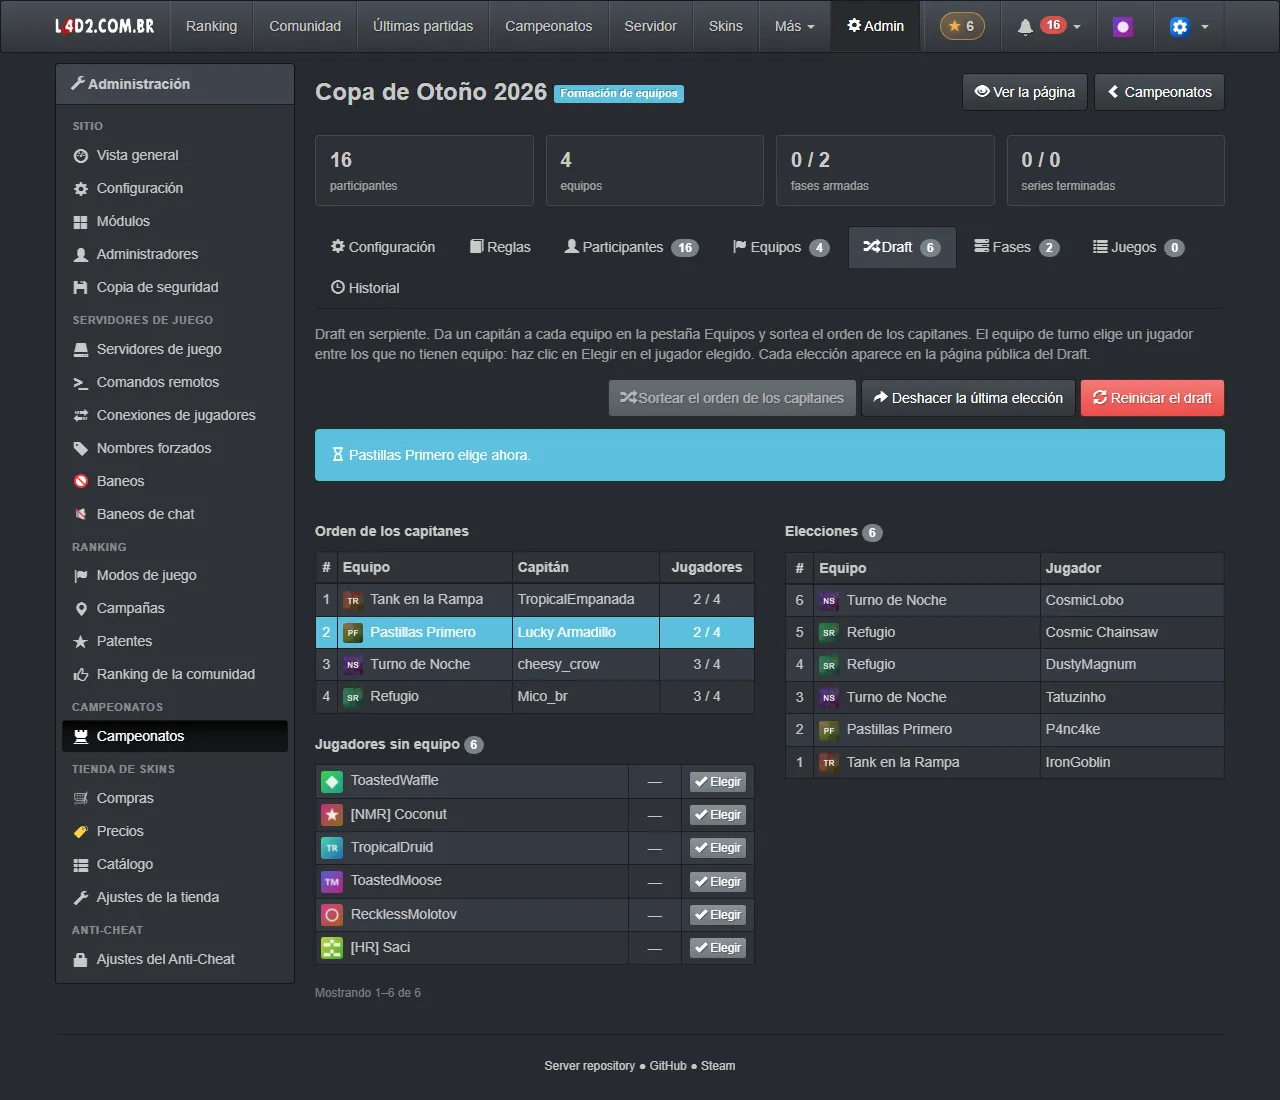 L4D2.COM.BR Ranking Comunidad Últimas partidas Campeonatos Servidor Skins Más Admin 6 16
Administración
SITIO
Vista general
Configuración
Módulos
Administradores
Copia de seguridad
SERVIDORES DE JUEGO
Servidores de juego
Comandos remotos
Conexiones de jugadores
Nombres forzados
Baneos
Baneos de chat
RANKING
Modos de juego
Campañas
Patentes
Ranking de la comunidad
CAMPEONATOS
Campeonatos
TIENDA DE SKINS
Compras
Precios
Catálogo
Ajustes de la tienda
ANTI-CHEAT
Ajustes del Anti-Cheat
Copa de Otoño 2026 Formación de equipos Ver la página Campeonatos
16 4 0 / 2 0 / 0
participantes equipos fases armadas series terminadas
Configuración Reglas Participantes 16 Equipos 4 Draft 6 Fases 2 Juegos 0
Historial
Draft en serpiente. Da un capitán a cada equipo en la pestaña Equipos y sortea el orden de los capitanes. El equipo de turno elige un jugador
entre los que no tienen equipo: haz clic en Elegir en el jugador elegido. Cada elección aparece en la página pública del Draft.
Sortear el orden de los capitanes Deshacer la última elección Reiniciar el draft
Pastillas Primero elige ahora.
Orden de los capitanes
# Equipo Capitán Jugadores
1 TR Tank en la Rampa TropicalEmpanada 2 / 4
2 PF Pastillas Primero Lucky Armadillo 2 / 4
3 NS Turno de Noche cheesy_crow 3 / 4
4 SR Refugio Mico_br 3 / 4
Jugadores sin equipo 6
ToastedWaffle — Elegir
[NMR] Coconut — Elegir
TR TropicalDruid — Elegir
TM ToastedMoose — Elegir
RecklessMolotov — Elegir
[HR] Saci — Elegir
Mostrando 1–6 de 6
Elecciones 6
# Equipo Jugador
6 NS Turno de Noche CosmicLobo
5 SR Refugio Cosmic Chainsaw
4 SR Refugio DustyMagnum
3 NS Turno de Noche Tatuzinho
2 PF Pastillas Primero P4nc4ke
1 TR Tank en la Rampa IronGoblin
Server repository ● GitHub ● Steam